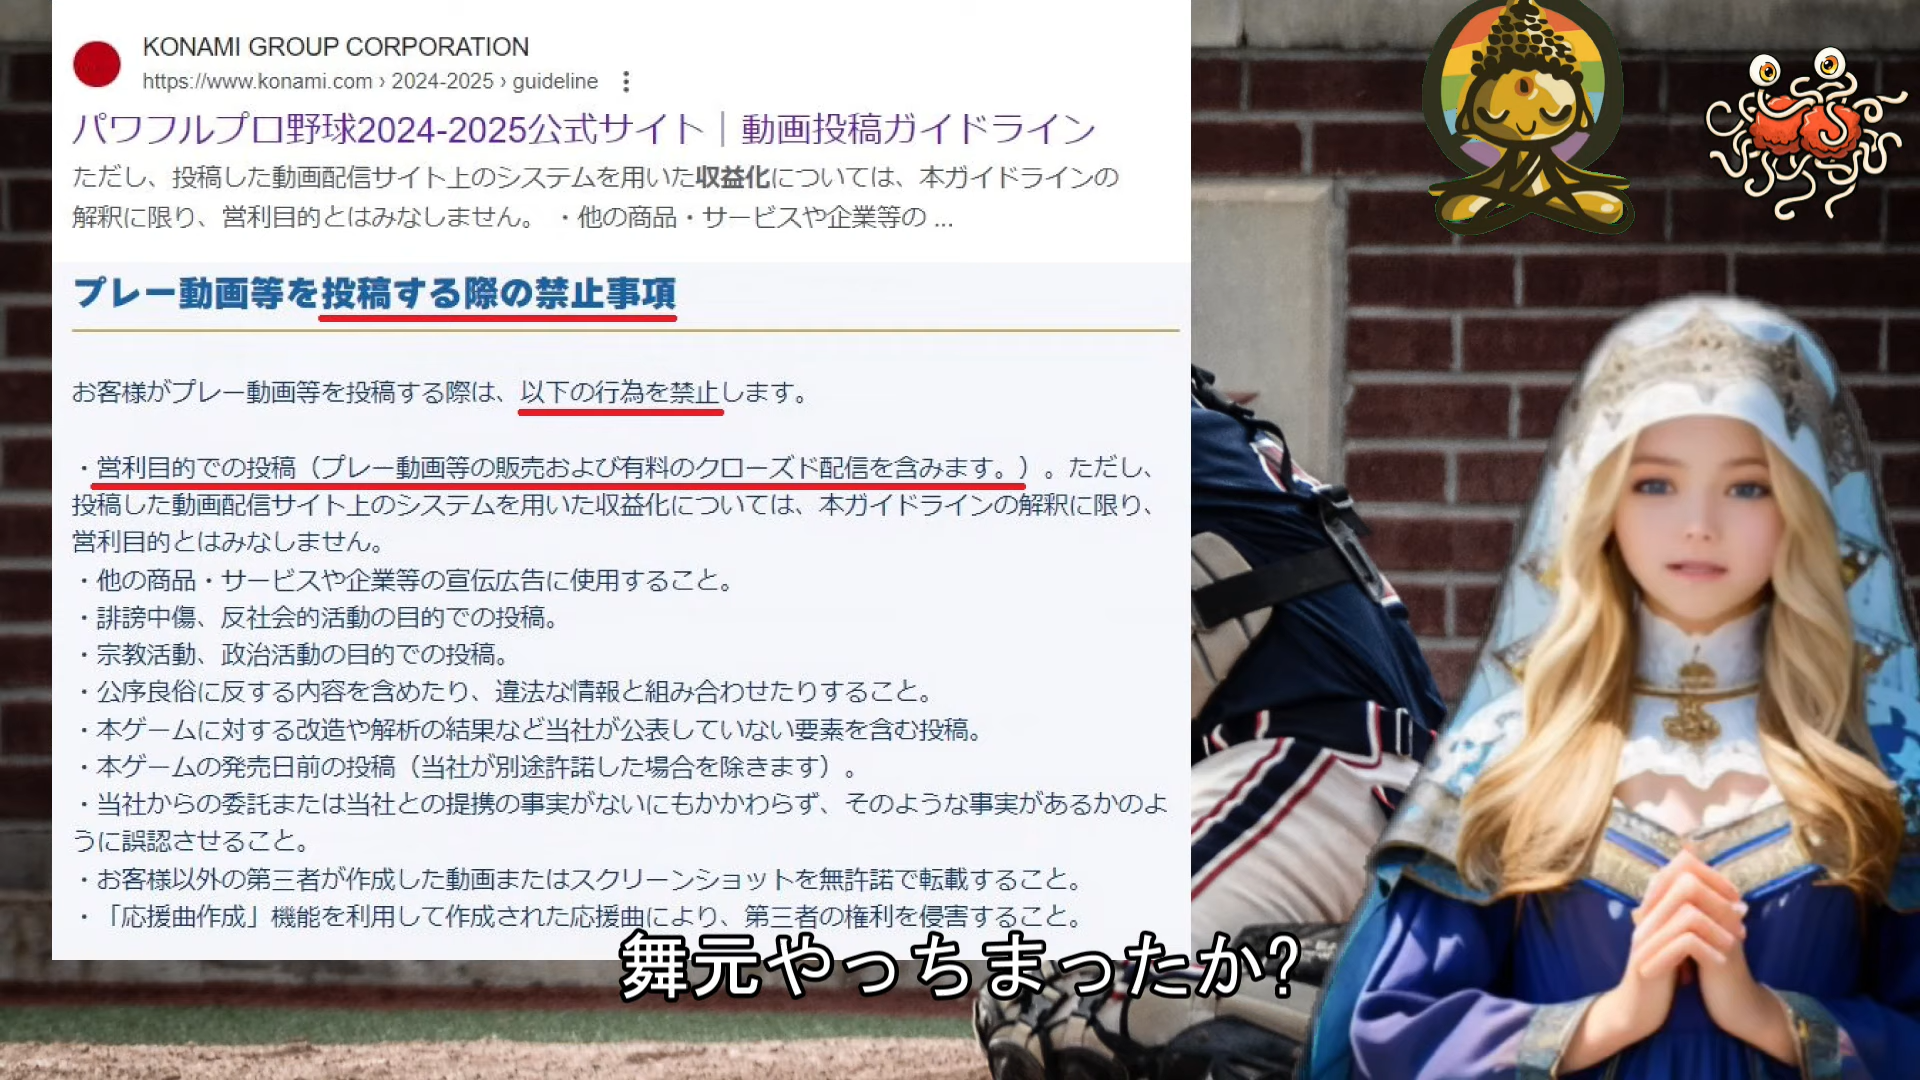 KONAMI GROUP CORPORATION
https://www.konami.com › 2024-2025 › guideline
パワフルプロ野球2024-2025公式サイト｜動画投稿ガイドライン
ただし、投稿した動画配信サイト上のシステムを用いた収益化については、本ガイドラインの
解釈に限り、営利目的とはみなしません。 ・他の商品・サービスや企業等の ...
プレー動画等を投稿する際の禁止事項
お客様がプレー動画等を投稿する際は、以下の行為を禁止します。
・営利目的での投稿（プレー動画等の販売および有料のクローズド配信を含みます。）。ただし、
投稿した動画配信サイト上のシステムを用いた収益化については、本ガイドラインの解釈に限り、
営利目的とはみなしません。
・他の商品・サービスや企業等の宣伝広告に使用すること。
・誹謗中傷、反社会的活動の目的での投稿。
・宗教活動、政治活動の目的での投稿。
・公序良俗に反する内容を含めたり、違法な情報と組み合わせたりすること。
・本ゲームに対する改造や解析の結果など当社が公表していない要素を含む投稿。
・本ゲームの発売日前の投稿（当社が別途許諾した場合を除きます）。
・当社からの委託または当社との提携の事実がないにもかかわらず、そのような事実があるかのよ
うに誤認させること。
・お客様以外の第三者が作成した動画またはスクリーンショットを無許諾で転載すること。
・「応援曲作成」機能を利用して作成された応援曲により、第三者の権利を侵害すること。
舞元やっちまったか?